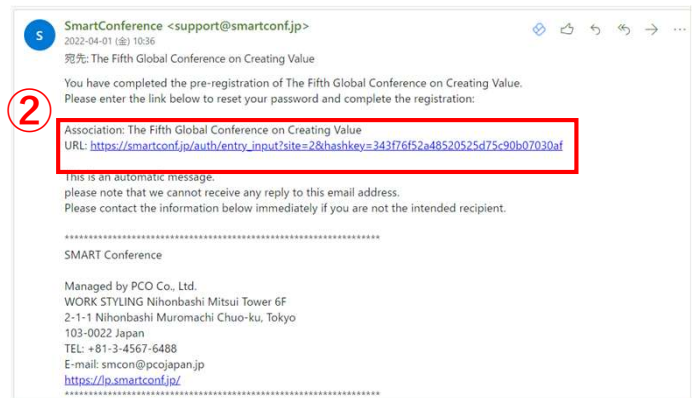 S
SmartConference <support@smartconf.jp>
2022-04-01 (金) 10:36
宛先: The Fifth Global Conference on Creating Value
You have completed the pre-registration of The Fifth Global Conference on Creating Value.
Please enter the link below to reset your password and complete the registration:
②
Association: The Fifth Global Conference on Creating Value
URL: https://smartconf.jp/auth/entry_input?site=2&hashkey=343f76f52a48520525d75c90b07030af
This is an automatic message.
please note that we cannot receive any reply to this email address.
Please contact the information below immediately if you are not the intended recipient.
******************************************************************
SMART Conference
Managed by PCO Co., Ltd.
WORK STYLING Nihonbashi Mitsui Tower 6F
2-1-1 Nihonbashi Muromachi Chuo-ku, Tokyo
103-0022 Japan
TEL: +81-3-4567-6488
E-mail: smcon@pcojapan.jp
https://lp.smartconf.jp/
******************************************************************